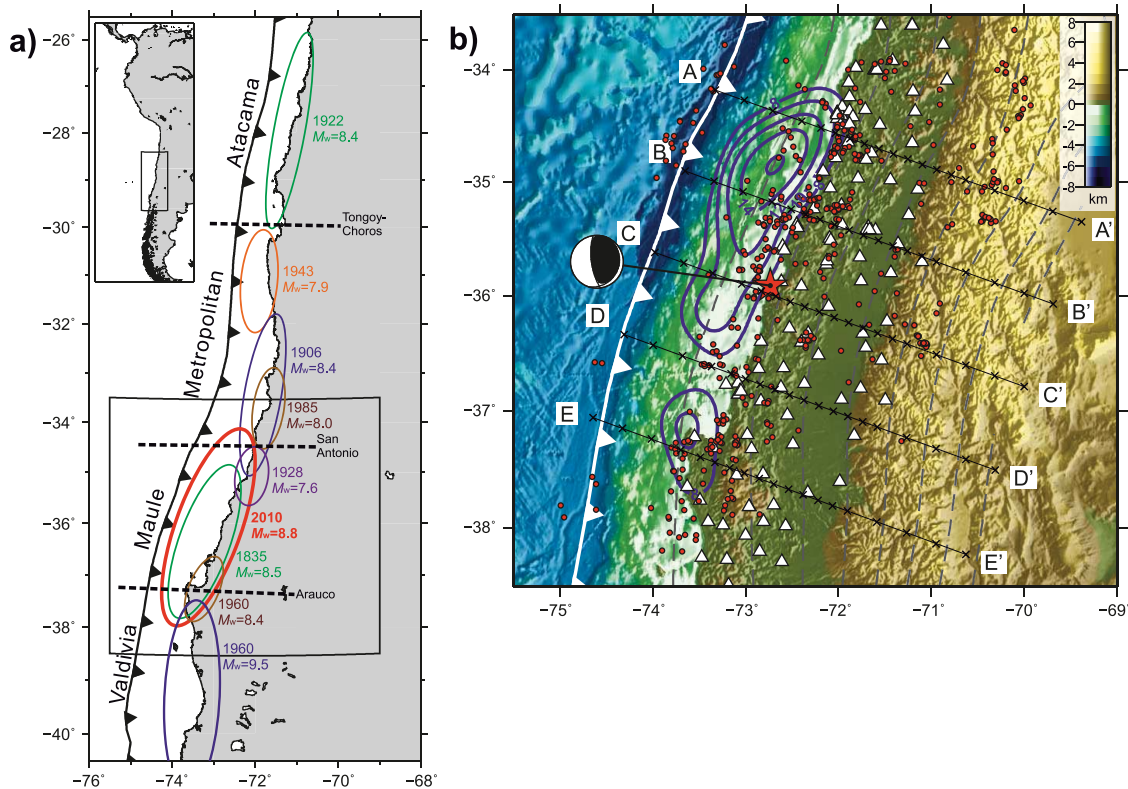 a)
−26˚
−28˚
−30˚
−32˚
−34˚
−36˚
−38˚
−40˚
−76˚
−74˚
−72˚
−70˚
−68˚
Atacama
Metropolitan
Maule
Valdivia
1922
Mw=8.4
Tongoy-
Choros
1943
Mw=7.9
1906
Mw=8.4
1985
Mw=8.0
San
Antonio
1928
Mw=7.6
2010
Mw=8.8
1835
Mw=8.5
Arauco
1960
Mw=8.4
1960
Mw=9.5
b)
−34˚
−35˚
−36˚
−37˚
−38˚
−75˚
−74˚
−73˚
−72˚
−71˚
−70˚
−69˚
A
B
C
D
E
A’
B’
C’
D’
E’
8
6
4
2
0
-2
-4
-6
-8
km